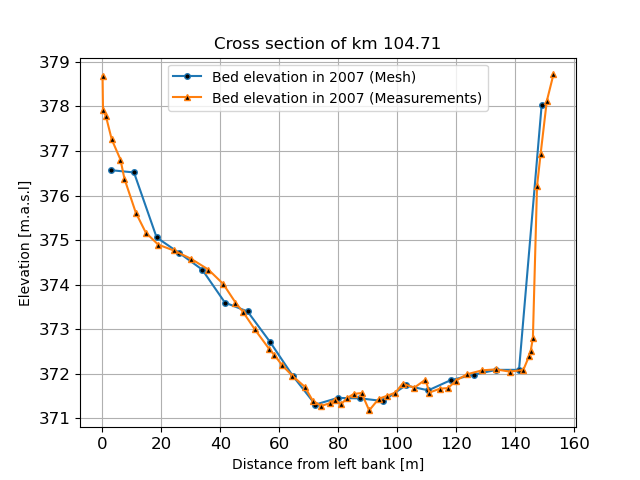 Cross section of km 104.71
Bed elevation in 2007 (Mesh)
Bed elevation in 2007 (Measurements)
Elevation [m.a.s.l]
379
378
377
376
375
374
373
372
371
0 20 40 60 80 100 120 140 160
Distance from left bank [m]